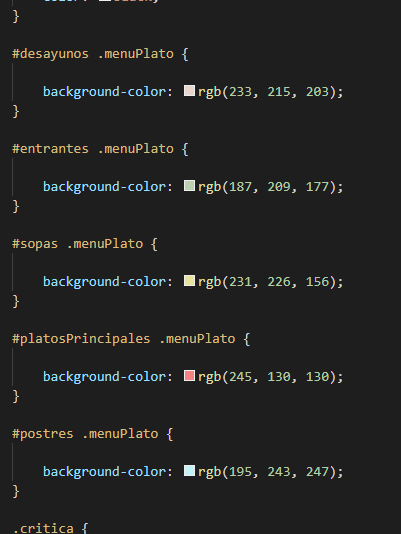 }
#desayunos .menuPlato {
background-color: rgb(233, 215, 203);
}
#entrantes .menuPlato {
background-color: rgb(187, 209, 177);
}
#sopas .menuPlato {
background-color: rgb(231, 226, 156);
}
#platosPrincipales .menuPlato {
background-color: rgb(245, 130, 130);
}
#postres .menuPlato {
background-color: rgb(195, 243, 247);
}
.critica {